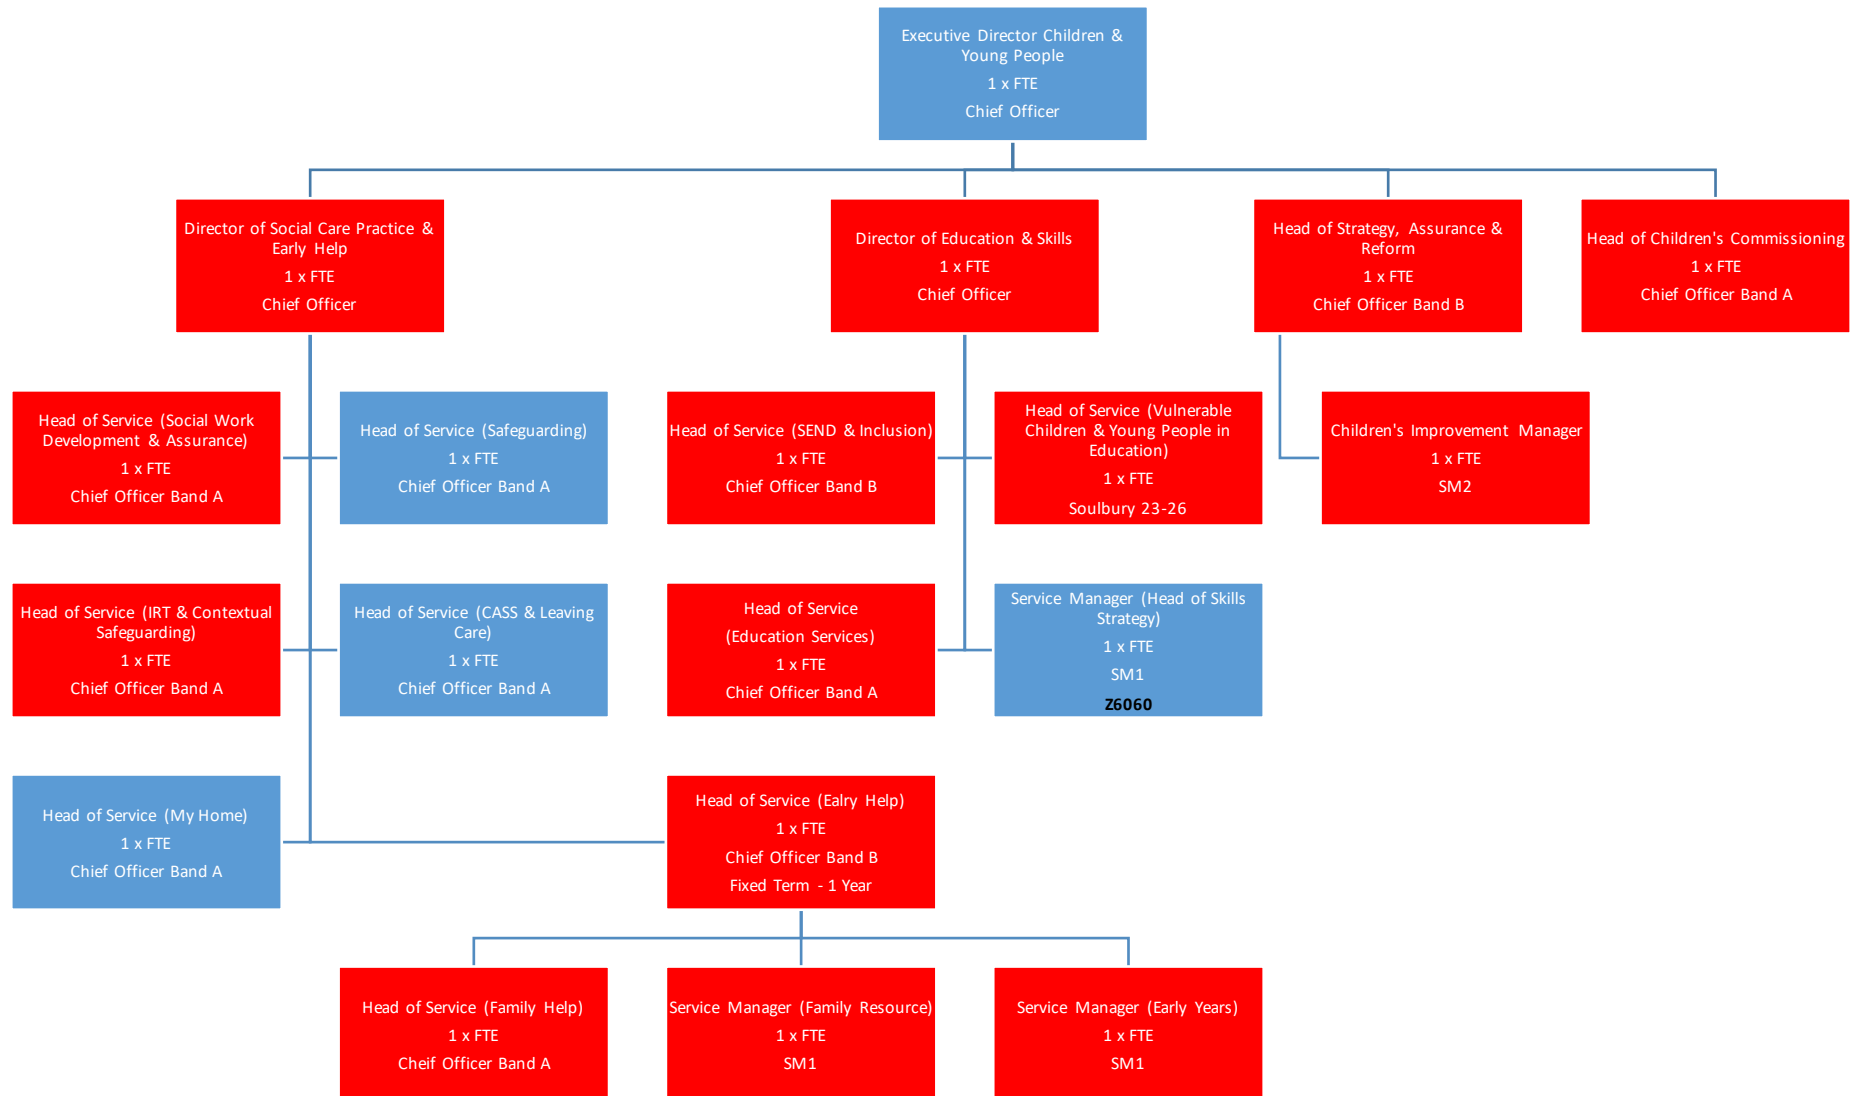 Executive Director Children &
Young People
1 x FTE
Chief Officer
Director of Social Care Practice &
Early Help
1 x FTE
Chief Officer
Director of Education & Skills
1 x FTE
Chief Officer
Head of Strategy, Assurance &
Reform
1 x FTE
Chief Officer Band B
Head of Children's Commissioning
1 x FTE
Chief Officer Band A
Head of Service (Social Work
Development & Assurance)
1 x FTE
Chief Officer Band A
Head of Service (Safeguarding)
1 x FTE
Chief Officer Band A
Head of Service (SEND & Inclusion)
1 x FTE
Chief Officer Band B
Head of Service (Vulnerable
Children & Young People in
Education)
1 x FTE
Soulbury 23-26
Children's Improvement Manager
1 x FTE
SM2
Head of Service (IRT & Contextual
Safeguarding)
1 x FTE
Chief Officer Band A
Head of Service (CASS & Leaving
Care)
1 x FTE
Chief Officer Band A
Head of Service
(Education Services)
1 x FTE
Chief Officer Band A
Service Manager (Head of Skills
Strategy)
1 x FTE
SM1
Z6060
Head of Service (My Home)
1 x FTE
Chief Officer Band A
Head of Service (Ealry Help)
1 x FTE
Chief Officer Band B
Fixed Term - 1 Year
Head of Service (Family Help)
1 x FTE
Cheif Officer Band A
Service Manager (Family Resource)
1 x FTE
SM1
Service Manager (Early Years)
1 x FTE
SM1